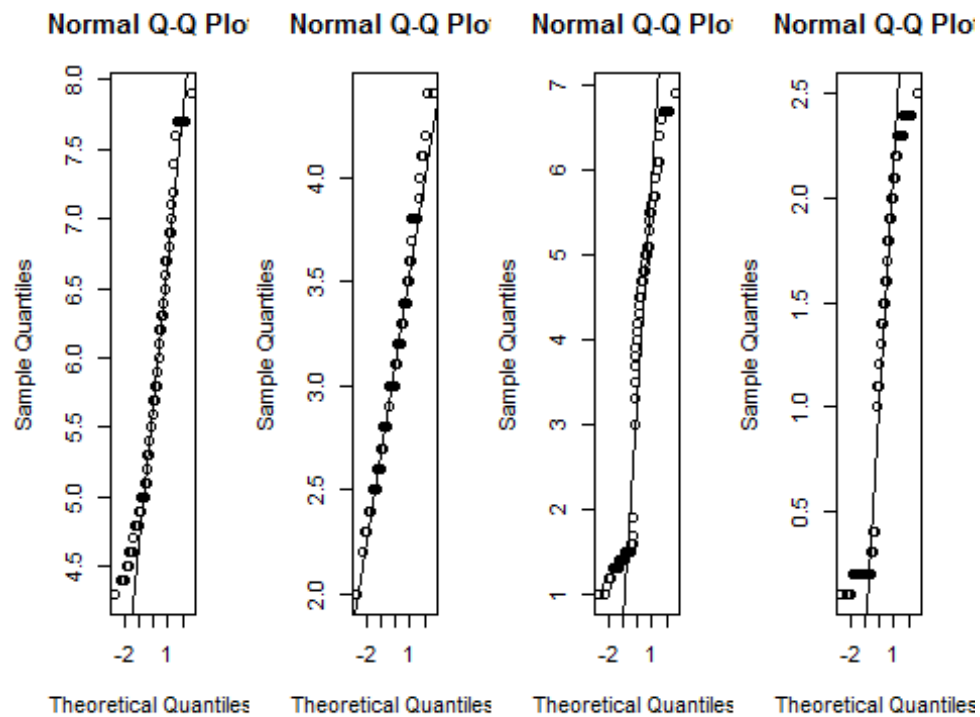 Normal Q-Q Plo
Sample Quantiles
4.5 5.0 5.5 6.0 6.5 7.0 7.5 8.0
-2 1
Theoretical Quantiles
Normal Q-Q Plo
Sample Quantiles
2.0 2.5 3.0 3.5 4.0
-2 1
Theoretical Quantiles
Normal Q-Q Plo
Sample Quantiles
1 2 3 4 5 6 7
-2 1
Theoretical Quantiles
Normal Q-Q Plo
Sample Quantiles
0.5 1.0 1.5 2.0 2.5
-2 1
Theoretical Quantiles